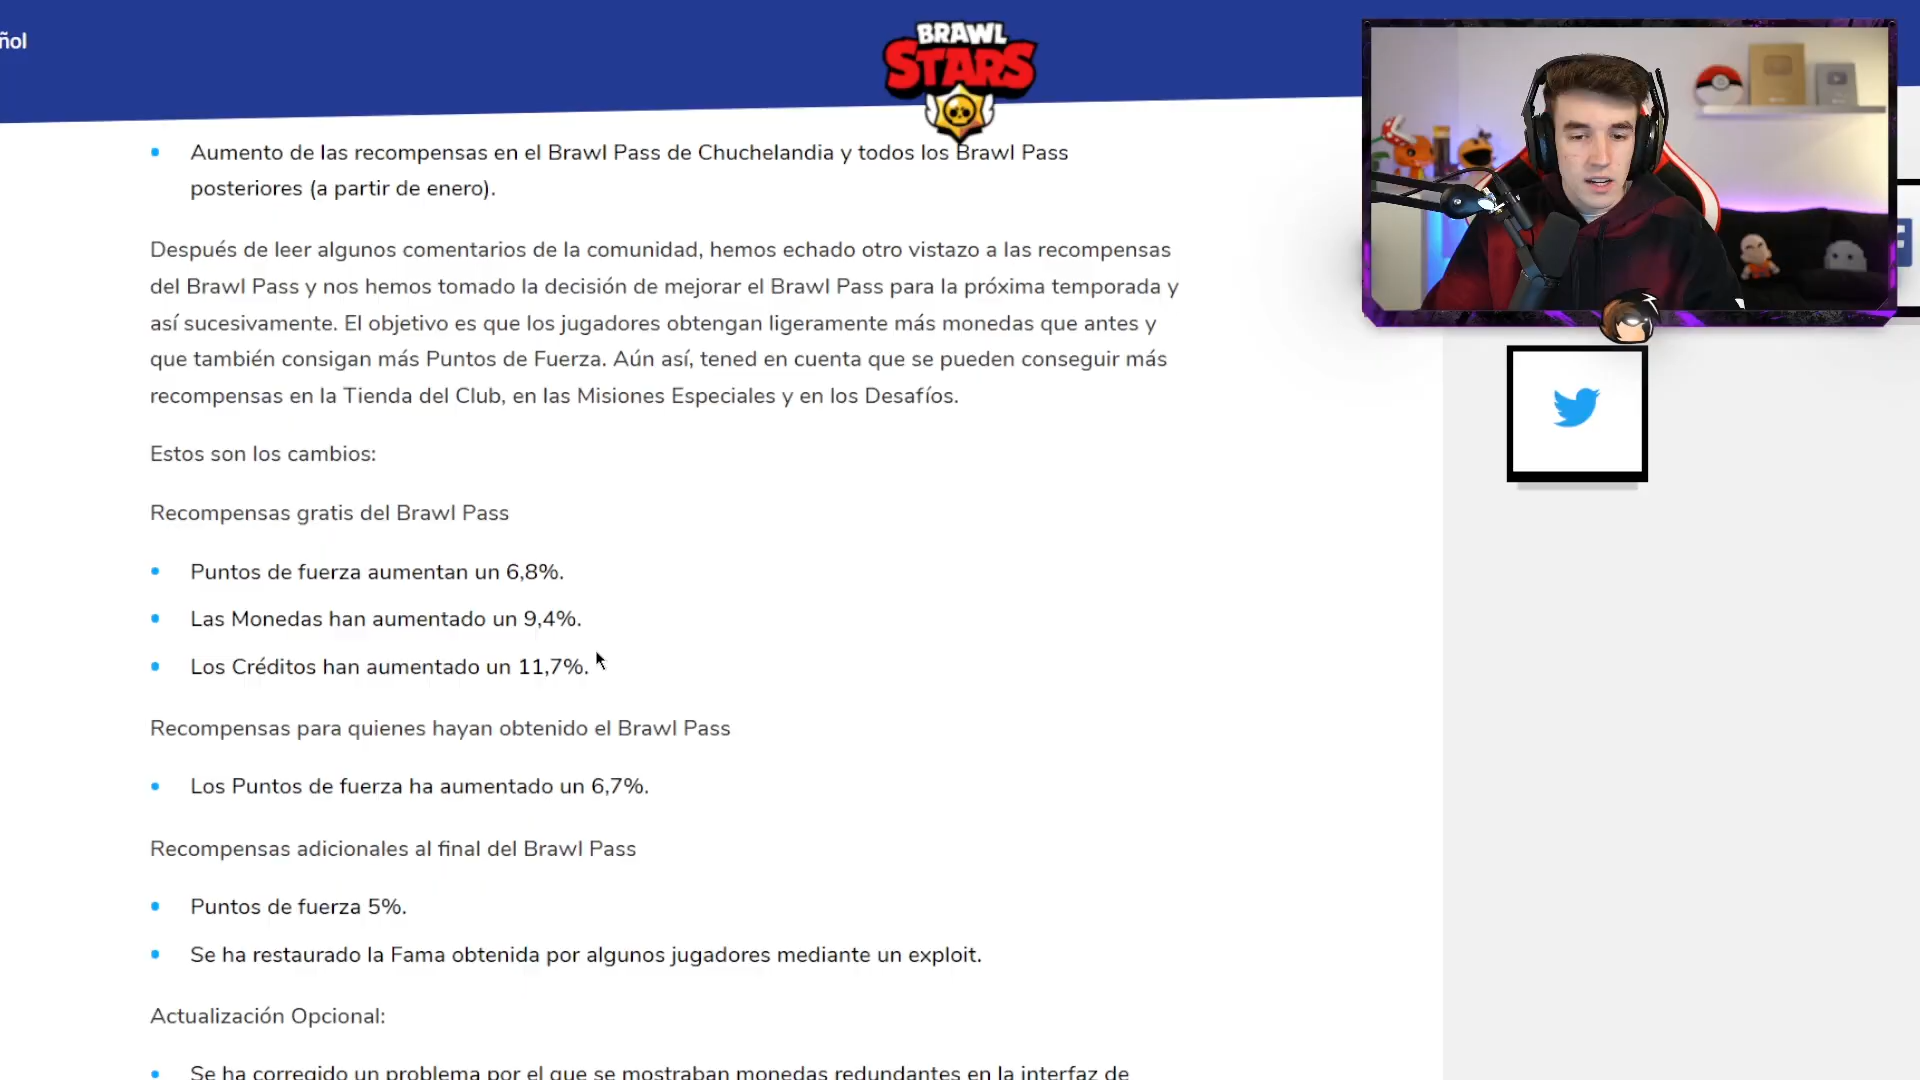 ñol
BRAWL
STARS
Aumento de las recompensas en el Brawl Pass de Chuchelandia y todos los Brawl Pass
posteriores (a partir de enero).
Después de leer algunos comentarios de la comunidad, hemos echado otro vistazo a las recompensas
del Brawl Pass y nos hemos tomado la decisión de mejorar el Brawl Pass para la próxima temporada y
así sucesivamente. El objetivo es que los jugadores obtengan ligeramente más monedas que antes y
que también consigan más Puntos de Fuerza. Aún así, tened en cuenta que se pueden conseguir más
recompensas en la Tienda del Club, en las Misiones Especiales y en los Desafíos.
Estos son los cambios:
Recompensas gratis del Brawl Pass
Puntos de fuerza aumentan un 6,8%.
Las Monedas han aumentado un 9,4%.
Los Créditos han aumentado un 11,7%.
Recompensas para quienes hayan obtenido el Brawl Pass
Los Puntos de fuerza ha aumentado un 6,7%.
Recompensas adicionales al final del Brawl Pass
Puntos de fuerza 5%.
Se ha restaurado la Fama obtenida por algunos jugadores mediante un exploit.
Actualización Opcional:
Se ha corregido un problema por el que se mostraban monedas redundantes en la interfaz de